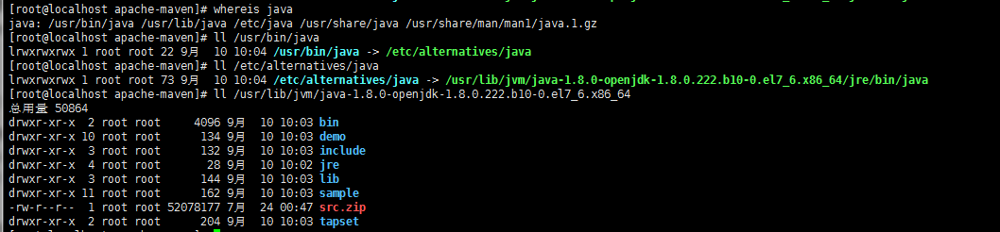 [root@localhost apache-maven]# whereis java
java: /usr/bin/java /usr/lib/java /etc/java /usr/share/java /usr/share/man/man1/java.1.gz
[root@localhost apache-maven]# ll /usr/bin/java
lrwxrwxrwx 1 root root 22 9月  10 10:04 /usr/bin/java -> /etc/alternatives/java
[root@localhost apache-maven]# ll /etc/alternatives/java
lrwxrwxrwx 1 root root 73 9月  10 10:04 /etc/alternatives/java -> /usr/lib/jvm/java-1.8.0-openjdk-1.8.0.222.b10-0.el7_6.x86_64/jre/bin/java
[root@localhost apache-maven]# ll /usr/lib/jvm/java-1.8.0-openjdk-1.8.0.222.b10-0.el7_6.x86_64
总用量 50864
drwxr-xr-x  2 root root     4096 9月  10 10:03 bin
drwxr-xr-x 10 root root      134 9月  10 10:03 demo
drwxr-xr-x  3 root root      132 9月  10 10:03 include
drwxr-xr-x  4 root root       28 9月  10 10:02 jre
drwxr-xr-x  3 root root      144 9月  10 10:03 lib
drwxr-xr-x 11 root root      162 9月  10 10:03 sample
-rw-r--r--  1 root root 52078177 7月  24 00:47 src.zip
drwxr-xr-x  2 root root      204 9月  10 10:03 tapset